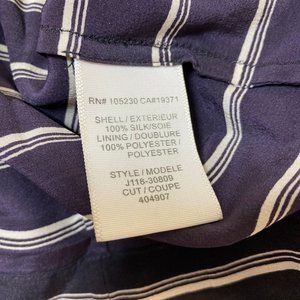 RN# 105230 CA#19371
SHELL / EXTERIEUR
100% SILK/SOIE
LINING / DOUBLURE
100% POLYESTER /
POLYESTER
STYLE / MODELE
J118-30809
CUT / COUPE
404907